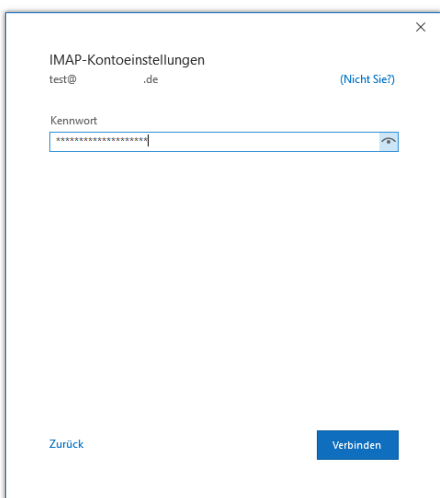 IMAP-Kontoeinstellungen
test@ .de (Nicht Sie?)
Kennwort
********************
Zurück Verbinden